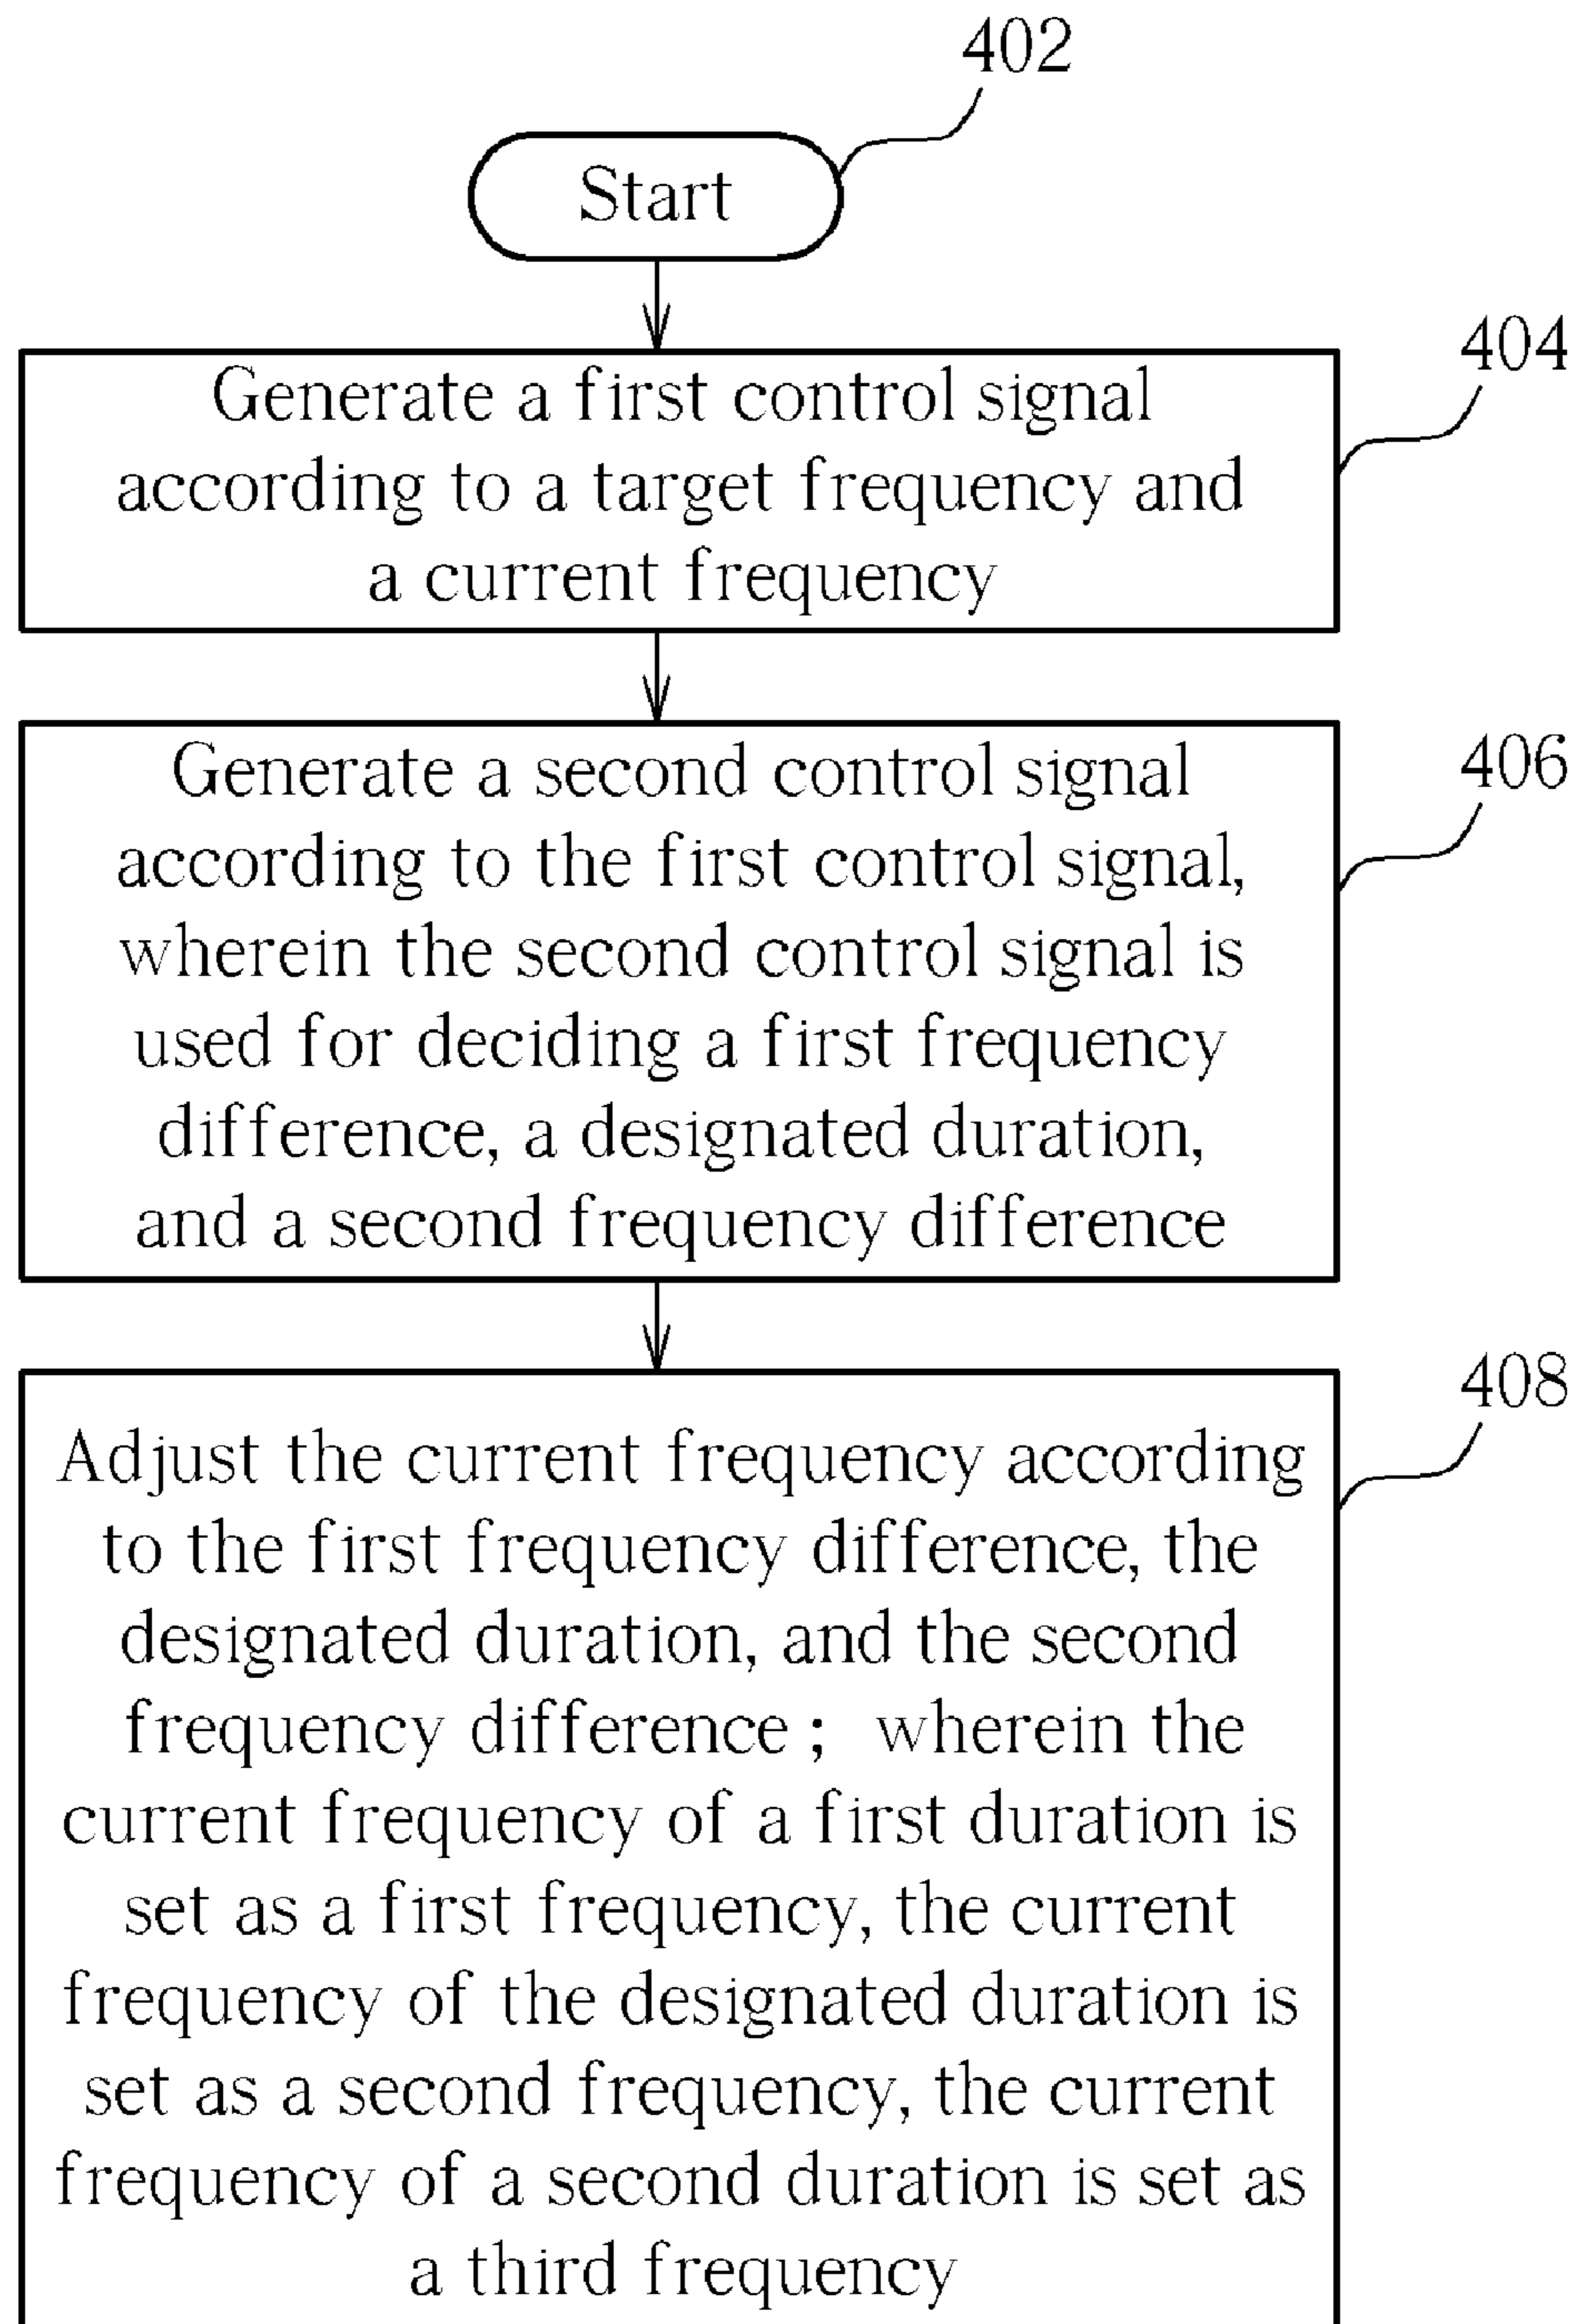 402
Start
404
Generate a first control signal
according to a target frequency and
a current frequency
406
Generate a second control signal
according to the first control signal,
wherein the second control signal is
used for deciding a first frequency
difference, a designated duration,
and a second frequency difference
408
Adjust the current frequency according
to the first frequency difference, the
designated duration, and the second
frequency difference; wherein the
current frequency of a first duration is
set as a first frequency, the current
frequency of the designated duration is
set as a second frequency, the current
frequency of a second duration is set as
a third frequency